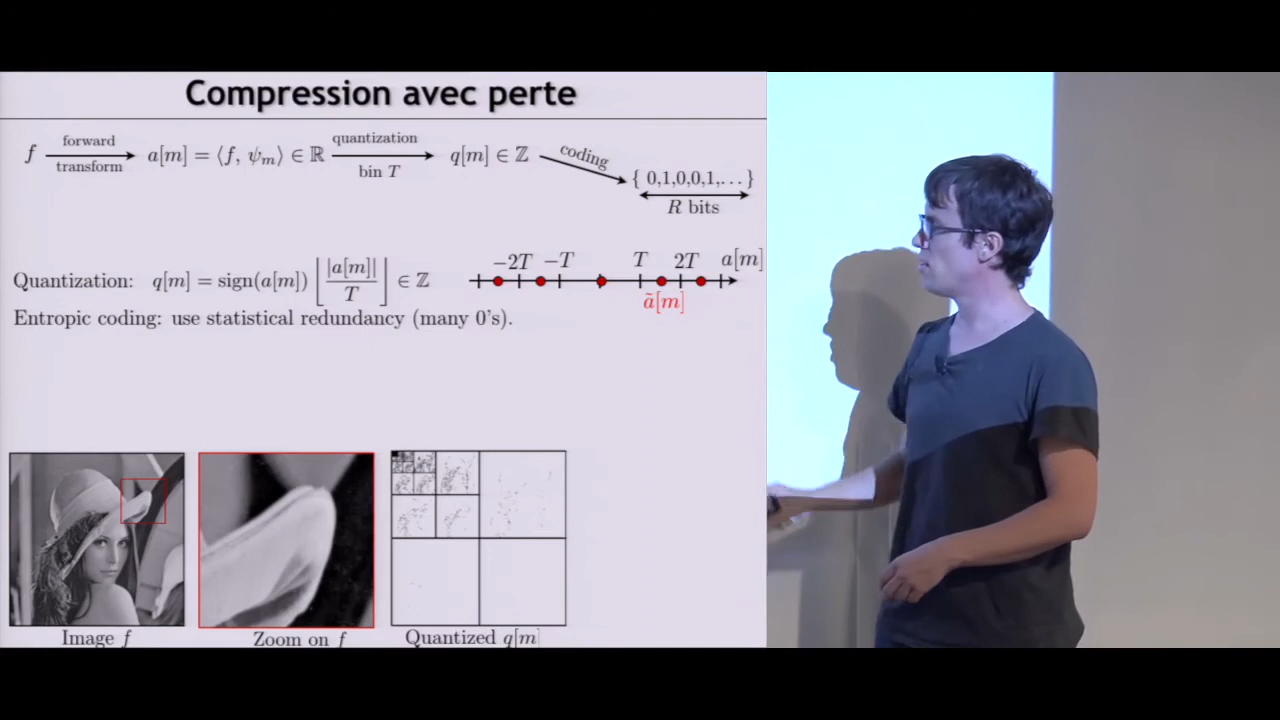 Compression avec perte
f forward transform a[m] = ⟨f, ψm⟩ ∈ ℝ quantization bin T q[m] ∈ ℤ coding
{ 0,1,0,0,1,... }
R bits
−2T −T T 2T a[m]
Quantization: q[m] = sign(a[m]) ⌊|a[m]|/T⌋ ∈ ℤ
ã[m]
Entropic coding: use statistical redundancy (many 0's).
Image f Zoom on f Quantized q[m]